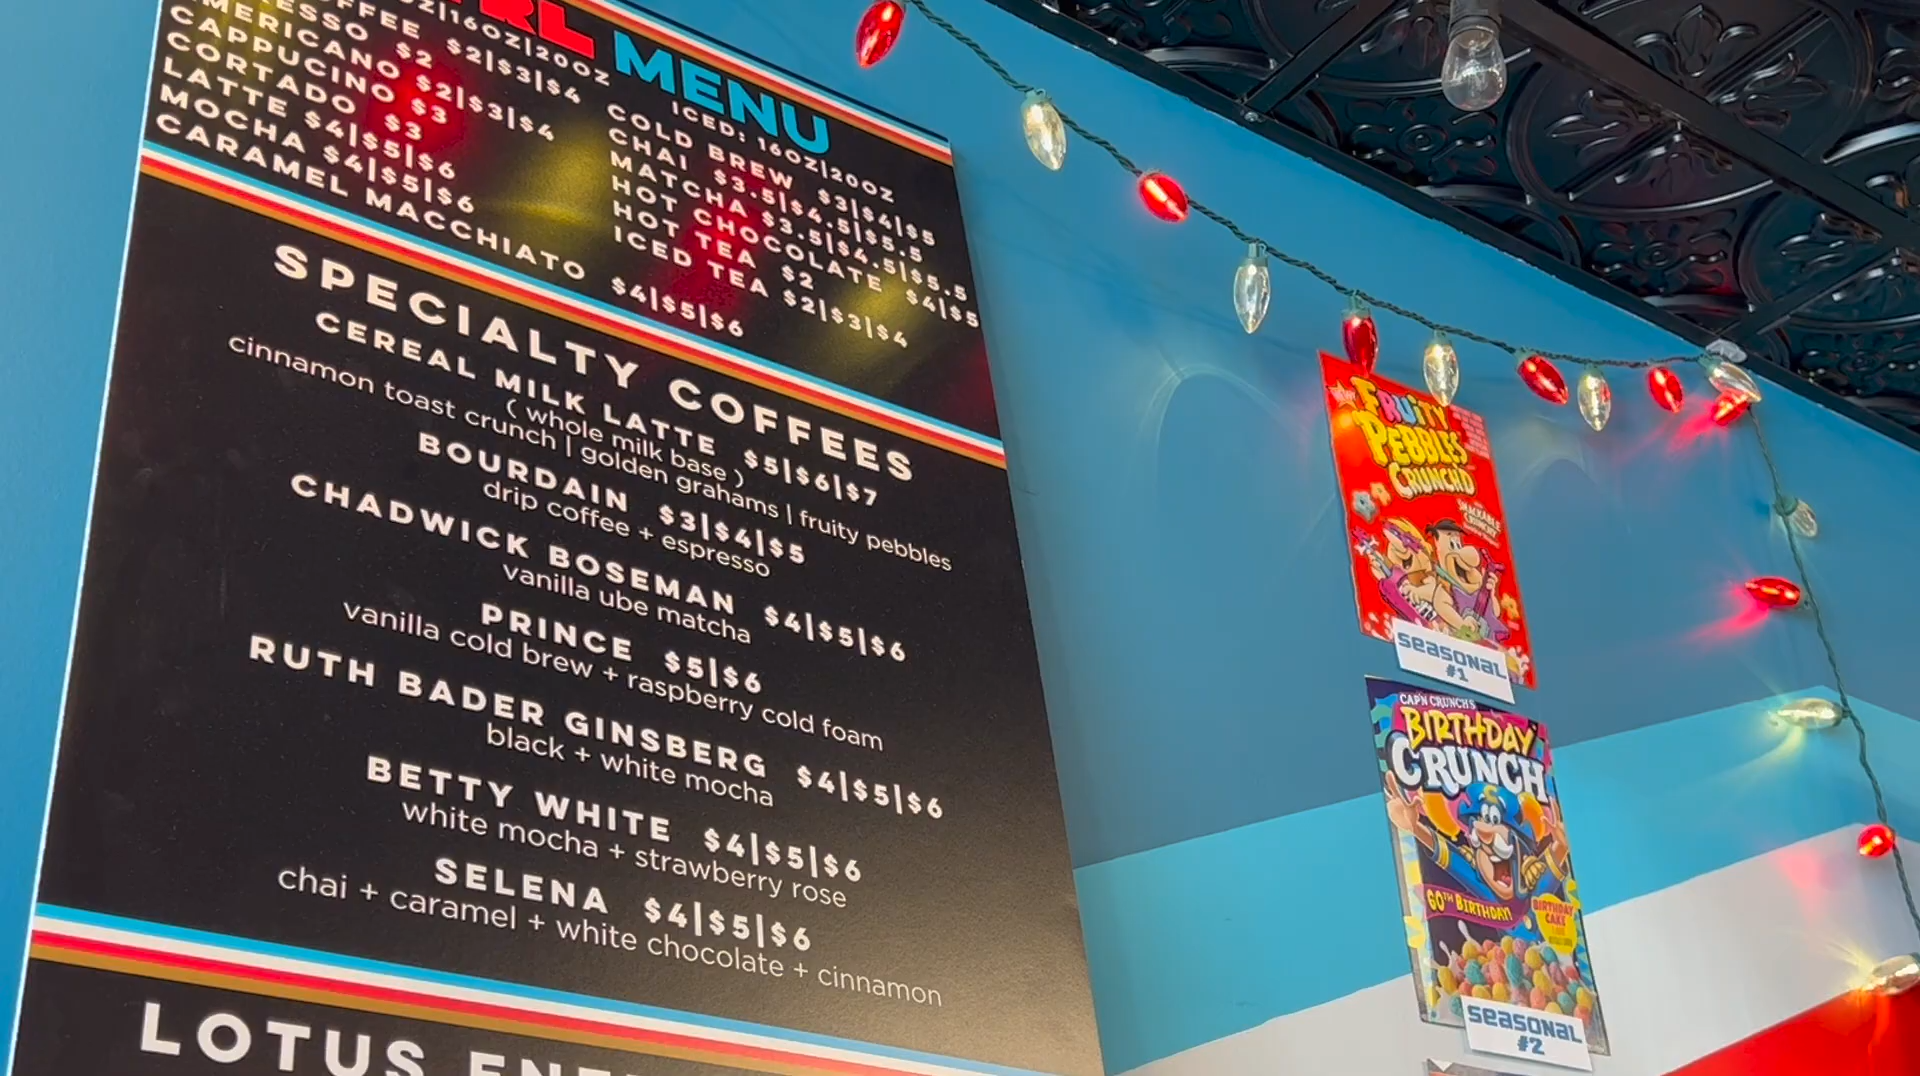 MENU
OZ|16OZ|20OZ
COFFEE $2|$3|$4
ESPRESSO $2
AMERICANO $2|$3|$4
CAPPUCINO $3
CORTADO $3
LATTE $4|$5|$6
MOCHA $4|$5|$6
CARAMEL MACCHIATO $4|$5|$6
ICED: 16OZ|20OZ
COLD BREW $3|$4|$5
CHAI $3.5|$4.5|$5.5
MATCHA $3.5|$4.5|$5.5
HOT CHOCOLATE $4|$5
HOT TEA $2
ICED TEA $2|$3|$4
SPECIALTY COFFEES
CEREAL MILK LATTE $5|$6|$7
( whole milk base )
cinnamon toast crunch | golden grahams | fruity pebbles
BOURDAIN $3|$4|$5
drip coffee + espresso
CHADWICK BOSEMAN $4|$5|$6
vanilla ube matcha
PRINCE $5|$6
vanilla cold brew + raspberry cold foam
RUTH BADER GINSBERG $4|$5|$6
black + white mocha
BETTY WHITE $4|$5|$6
white mocha + strawberry rose
SELENA $4|$5|$6
chai + caramel + white chocolate + cinnamon
LOTUS
FRUITY
PEBBLES
CRUNCH'D
SNACKABLE
SEASONAL
#1
CAP'N CRUNCH'S
BIRTHDAY
CRUNCH
60TH BIRTHDAY!
BIRTHDAY
CAKE
SEASONAL
#2